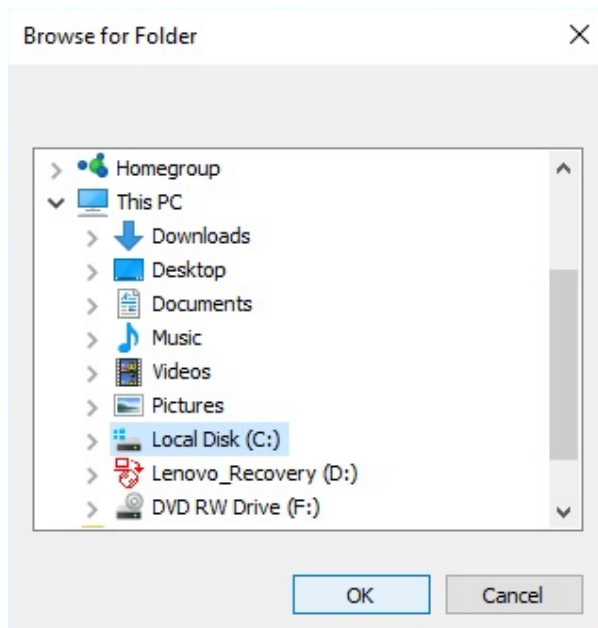 Browse for Folder
Homegroup
This PC
Downloads
Desktop
Documents
Music
Videos
Pictures
Local Disk (C:)
Lenovo_Recovery (D:)
DVD RW Drive (F:)
OK Cancel